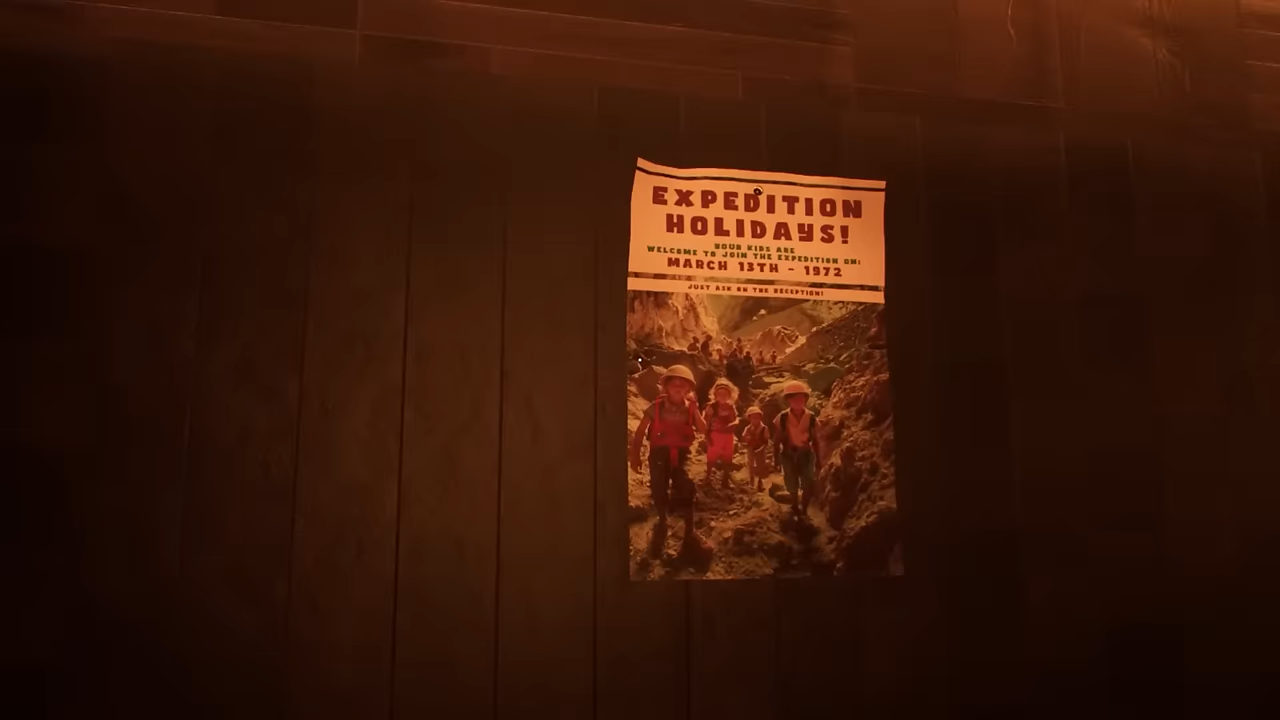 EXPEDITION
HOLIDAYS!
YOUR KIDS ARE
WELCOME TO JOIN THE EXPEDITION ON:
MARCH 13TH - 1972
JUST ASK ON THE RECEPTION!